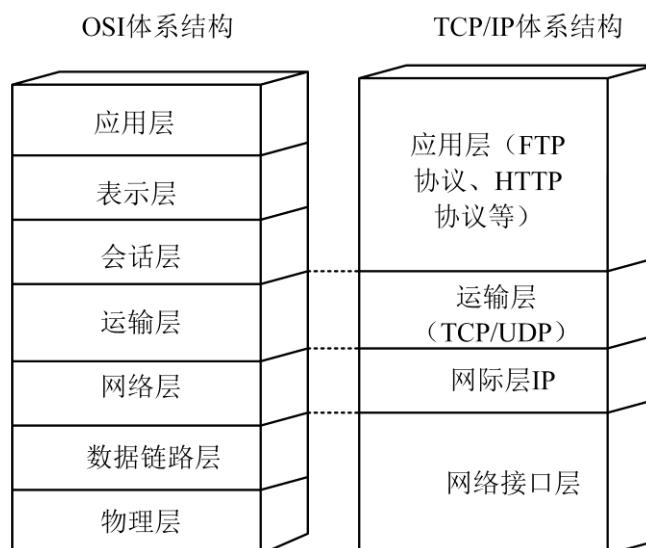 OSI体系结构
TCP/IP体系结构
应用层
表示层
会话层
运输层
网络层
数据链路层
物理层
应用层（FTP
协议、HTTP
协议等）
运输层
（TCP/UDP）
网际层IP
网络接口层